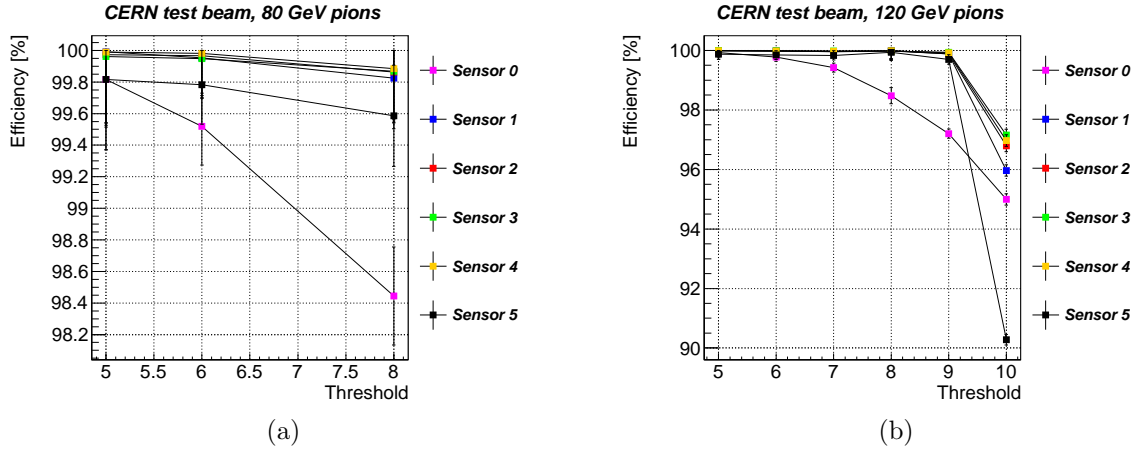 CERN test beam, 80 GeV pions
Efficiency [%]
100
99.8
99.6
99.4
99.2
99
98.8
98.6
98.4
98.2
5 5.5 6 6.5 7 7.5 8
Threshold
Sensor 0
Sensor 1
Sensor 2
Sensor 3
Sensor 4
Sensor 5
(a)
CERN test beam, 120 GeV pions
Efficiency [%]
100
98
96
94
92
90
5 6 7 8 9 10
Threshold
Sensor 0
Sensor 1
Sensor 2
Sensor 3
Sensor 4
Sensor 5
(b)